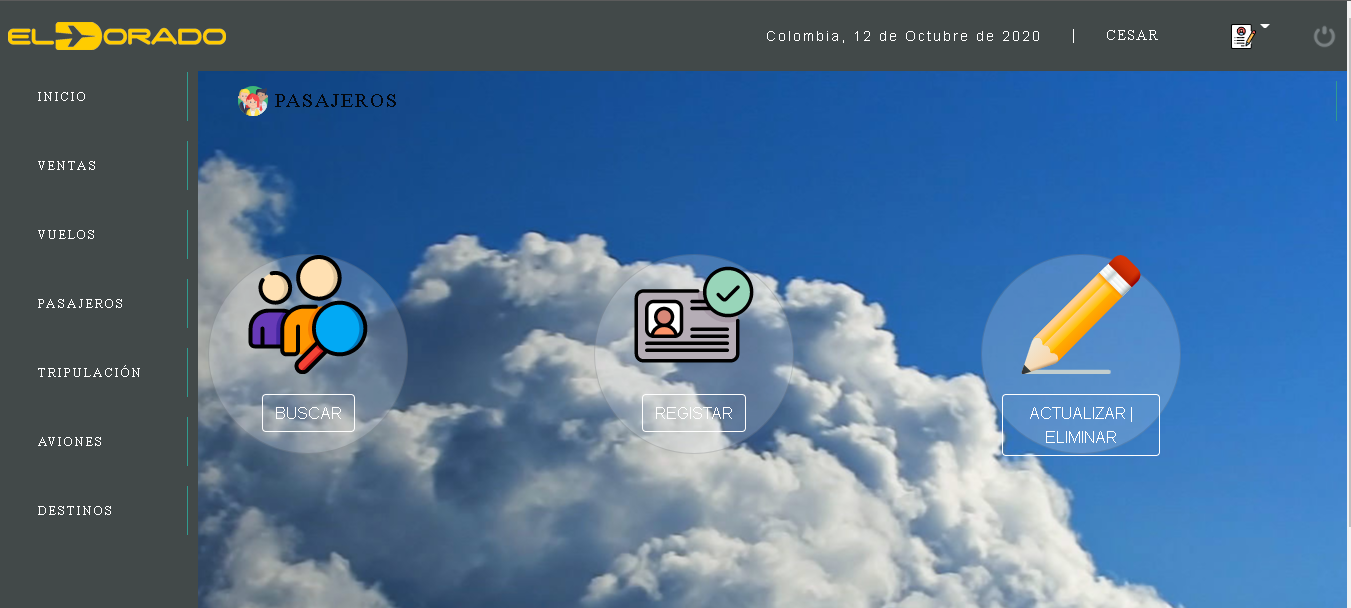 EL DORADO
Colombia, 12 de Octubre de 2020 | CESAR
INICIO
VENTAS
VUELOS
PASAJEROS
TRIPULACIÓN
AVIONES
DESTINOS
PASAJEROS
BUSCAR
REGISTAR
ACTUALIZAR |
ELIMINAR